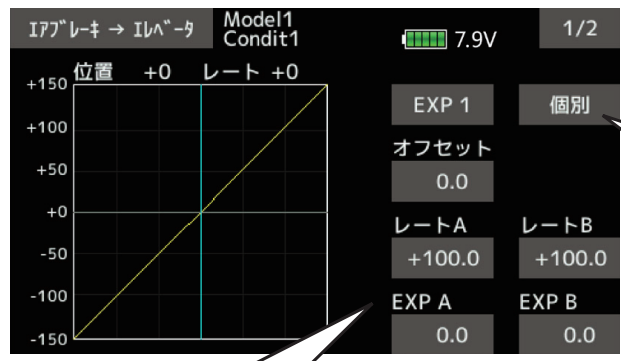 ｴｱﾌﾞﾚｰｷ → ｴﾚﾍﾞｰﾀ
Model1
Condit1
7.9V
1/2
位置 +0 レート +0
+150
+100
+50
+0
-50
-100
-150
EXP 1
個別
オフセット
0.0
レートA
レートB
+100.0
+100.0
EXP A
EXP B
0.0
0.0